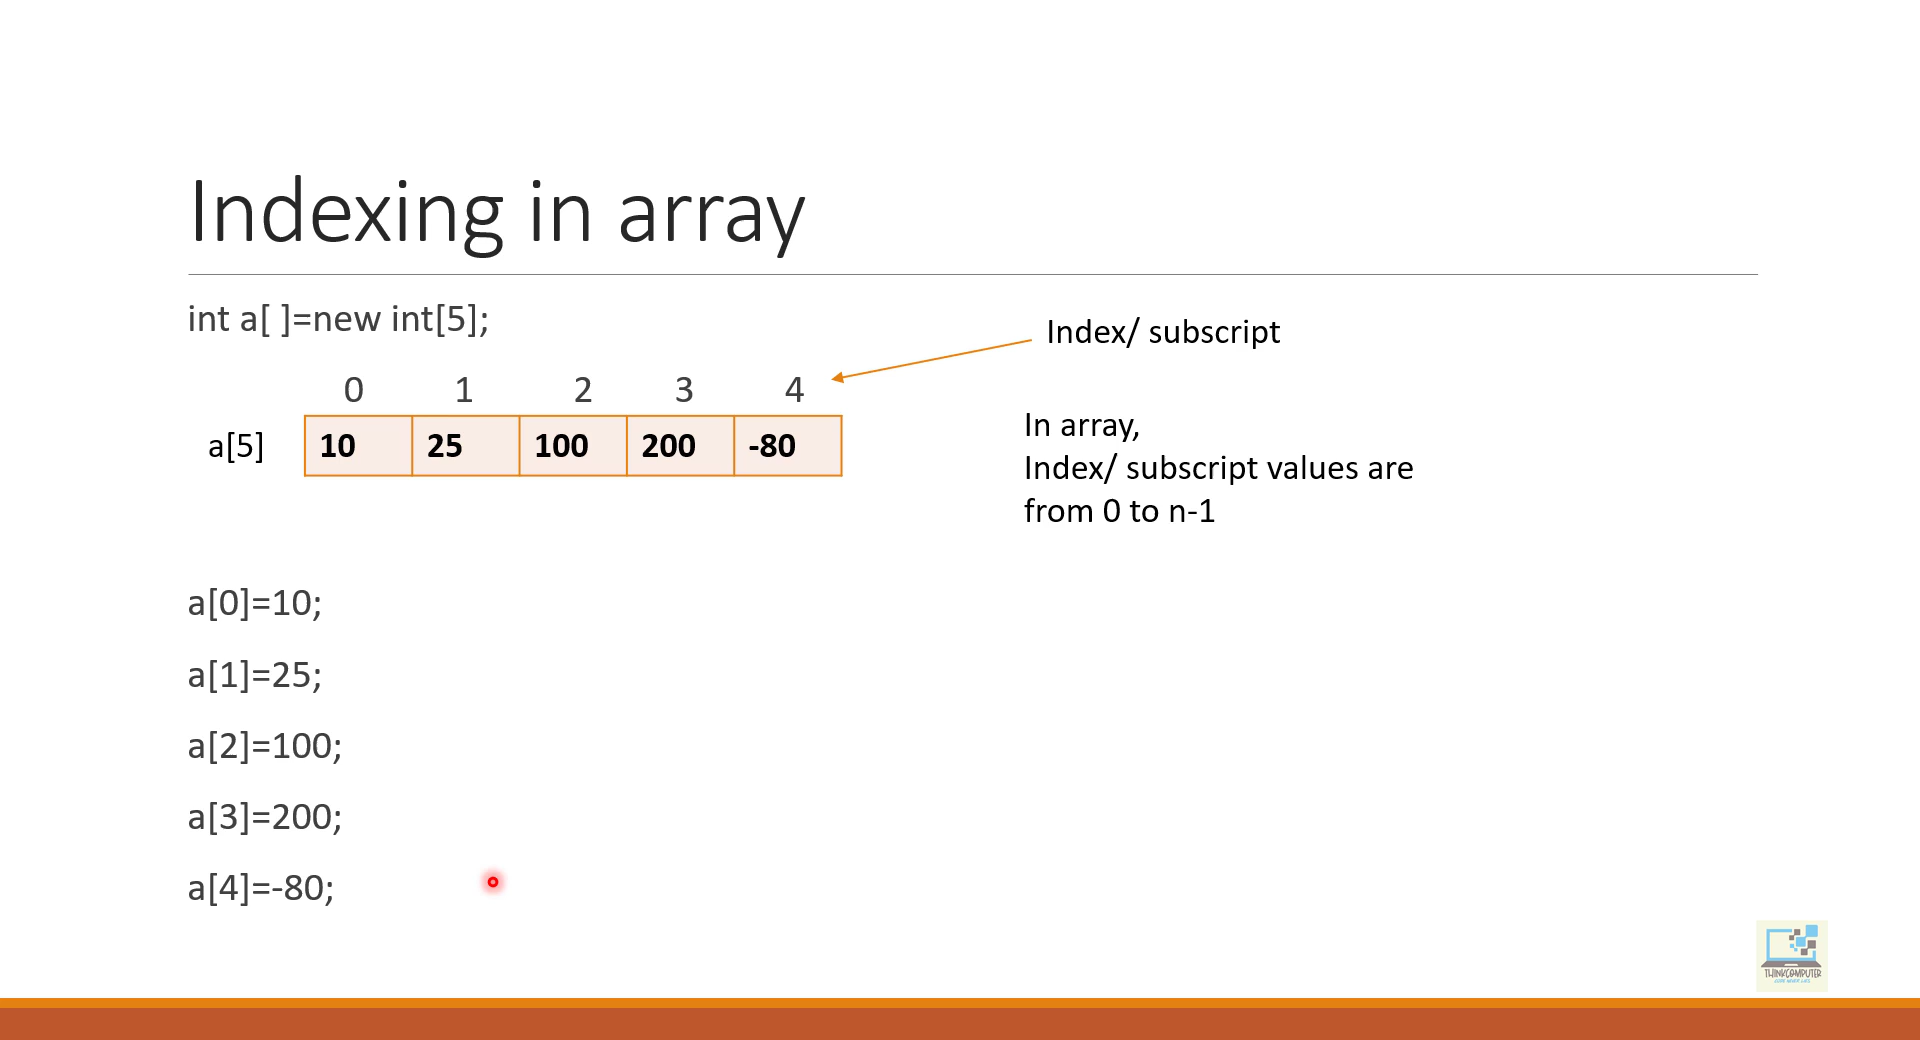 Indexing in array
int a[ ]=new int[5];
Index/ subscript
0 1 2 3 4
a[5] 10 25 100 200 -80
In array,
Index/ subscript values are
from 0 to n-1
a[0]=10;
a[1]=25;
a[2]=100;
a[3]=200;
a[4]=-80;
THINKCOMPUTER